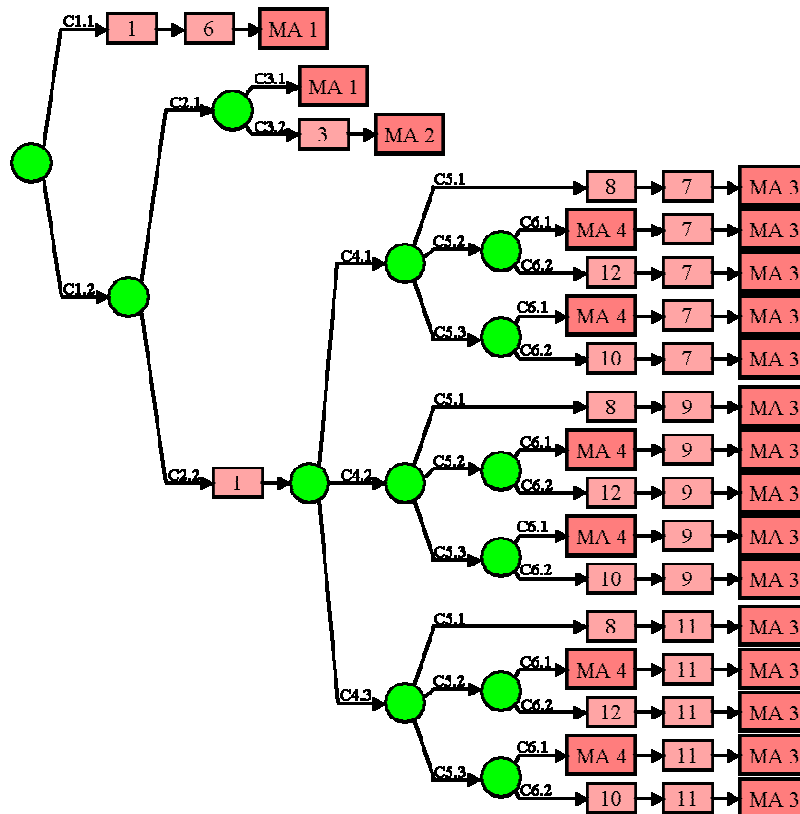 C1.1 1 6 MA 1
C3.1 MA 1
C2.1
C3.2 3 MA 2
C5.1 8 7 MA 3
C6.1 MA 4 7 MA 3
C4.1 C5.2
C6.2 12 7 MA 3
C1.2
C6.1 MA 4 7 MA 3
C5.3
C6.2 10 7 MA 3
C5.1 8 9 MA 3
C6.1 MA 4 9 MA 3
C2.2 1 C4.2 C5.2
C6.2 12 9 MA 3
C6.1 MA 4 9 MA 3
C5.3
C6.2 10 9 MA 3
C5.1 8 11 MA 3
C6.1 MA 4 11 MA 3
C4.3 C5.2
C6.2 12 11 MA 3
C6.1 MA 4 11 MA 3
C5.3
C6.2 10 11 MA 3